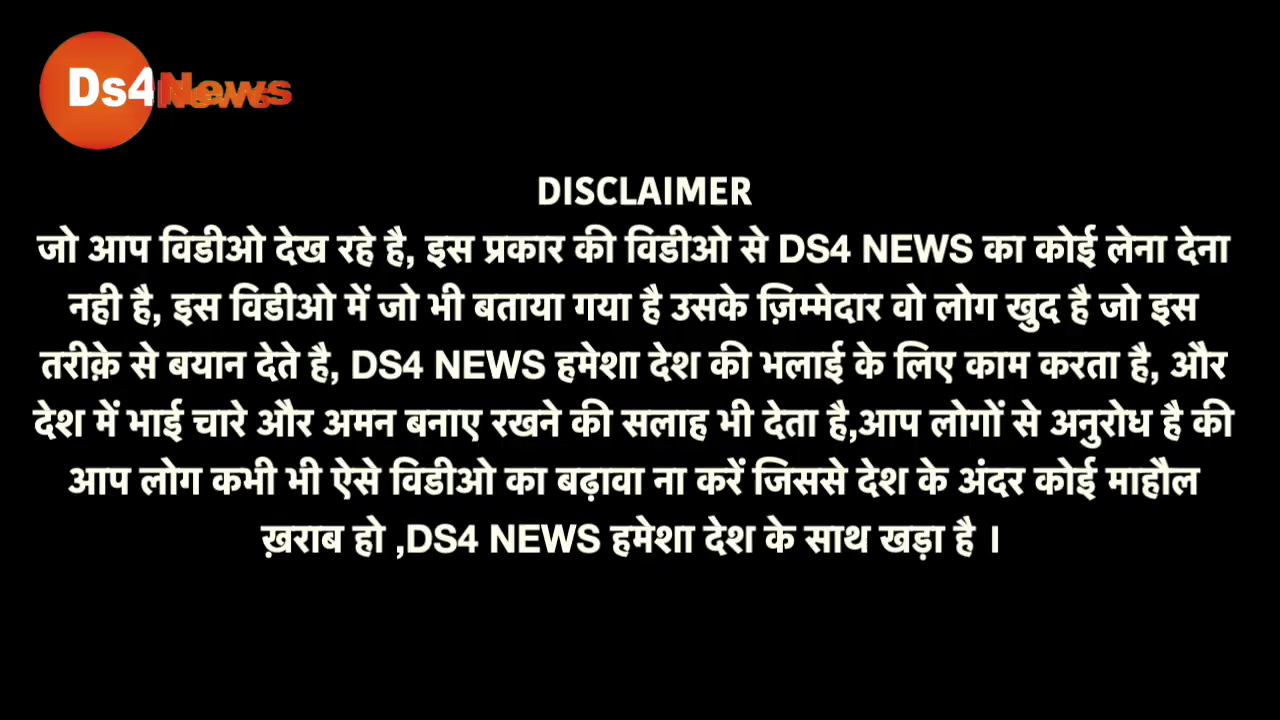 Ds4News
DISCLAIMER
जो आप विडीओ देख रहे है, इस प्रकार की विडीओ से DS4 NEWS का कोई लेना देना
नही है, इस विडीओ में जो भी बताया गया है उसके ज़िम्मेदार वो लोग खुद है जो इस
तरीक़े से बयान देते है, DS4 NEWS हमेशा देश की भलाई के लिए काम करता है, और
देश में भाई चारे और अमन बनाए रखने की सलाह भी देता है,आप लोगों से अनुरोध है की
आप लोग कभी भी ऐसे विडीओ का बढ़ावा ना करें जिससे देश के अंदर कोई माहौल
ख़राब हो ,DS4 NEWS हमेशा देश के साथ खड़ा है ।